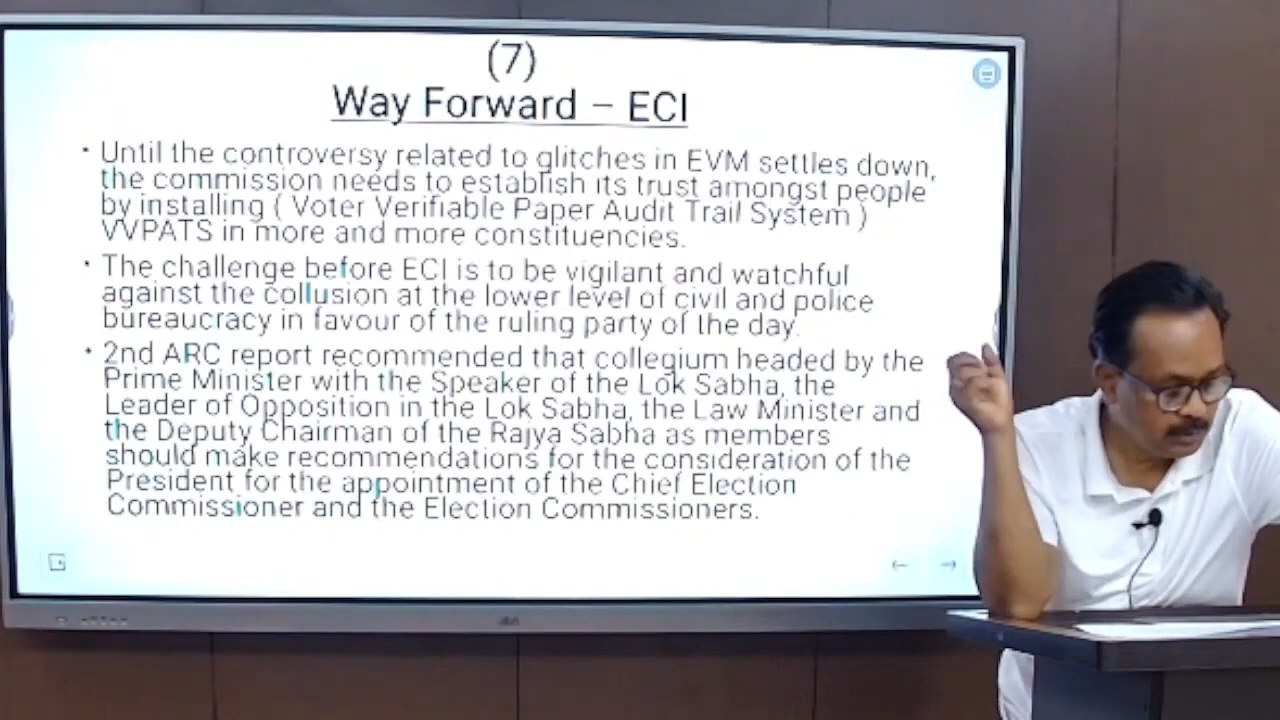 (7)
Way Forward – ECI
• Until the controversy related to glitches in EVM settles down,
the commission needs to establish its trust amongst people
by installing ( Voter Verifiable Paper Audit Trail System )
VVPATS in more and more constituencies.
• The challenge before ECI is to be vigilant and watchful
against the collusion at the lower level of civil and police
bureaucracy in favour of the ruling party of the day.
• 2nd ARC report recommended that collegium headed by the
Prime Minister with the Speaker of the Lok Sabha, the
Leader of Opposition in the Lok Sabha, the Law Minister and
the Deputy Chairman of the Rajya Sabha as members
should make recommendations for the consideration of the
President for the appointment of the Chief Election
Commissioner and the Election Commissioners.